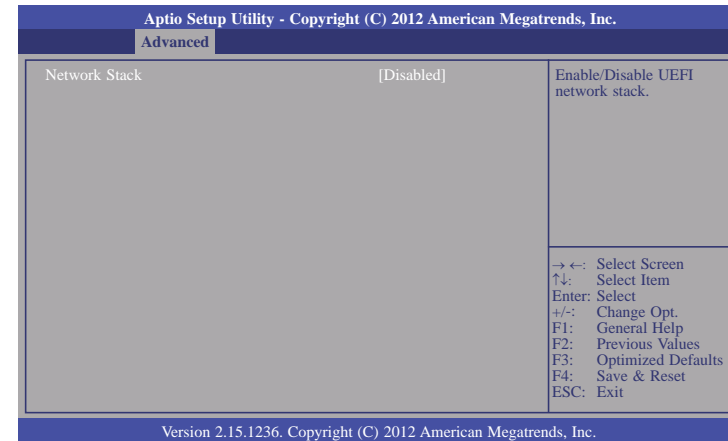 Aptio Setup Utility - Copyright (C) 2012 American Megatrends, Inc.
Advanced
Network Stack [Disabled]
Enable/Disable UEFI
network stack.
→ ←: Select Screen
↑↓: Select Item
Enter: Select
+/-: Change Opt.
F1: General Help
F2: Previous Values
F3: Optimized Defaults
F4: Save & Reset
ESC: Exit
Version 2.15.1236. Copyright (C) 2012 American Megatrends, Inc.